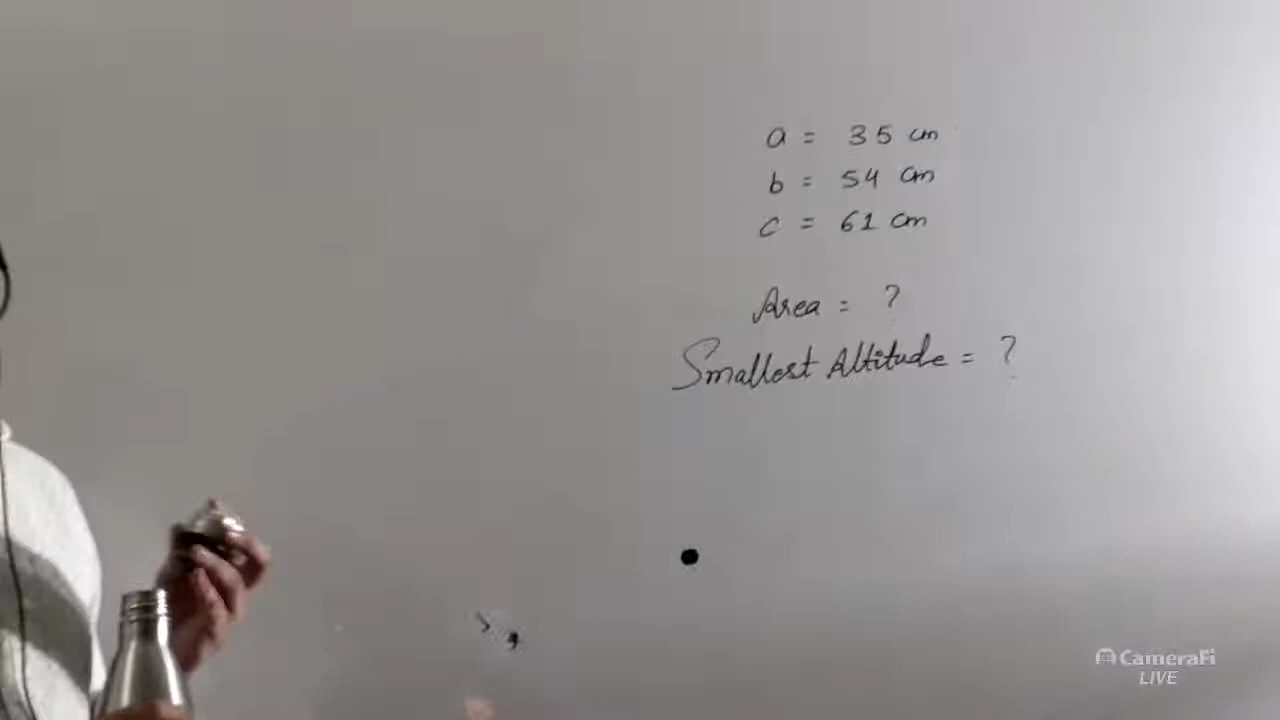 a = 35 cm
b = 54 cm
c = 61 cm
Area = ?
Smallest Altitude = ?
CameraFi
LIVE